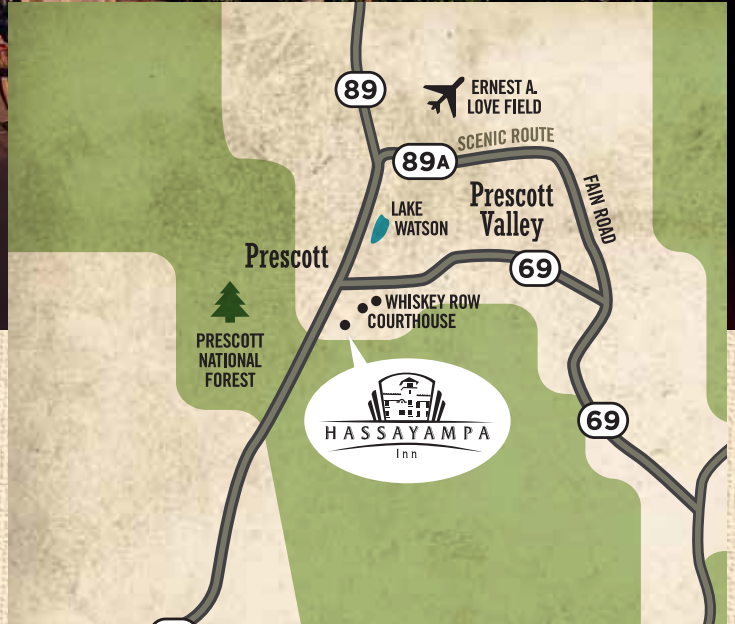 89
ERNEST A.
LOVE FIELD
SCENIC ROUTE
89A
FAIN ROAD
Prescott
Valley
LAKE
WATSON
Prescott
69
WHISKEY ROW
COURTHOUSE
PRESCOTT
NATIONAL
FOREST
HASSAYAMPA
Inn
69